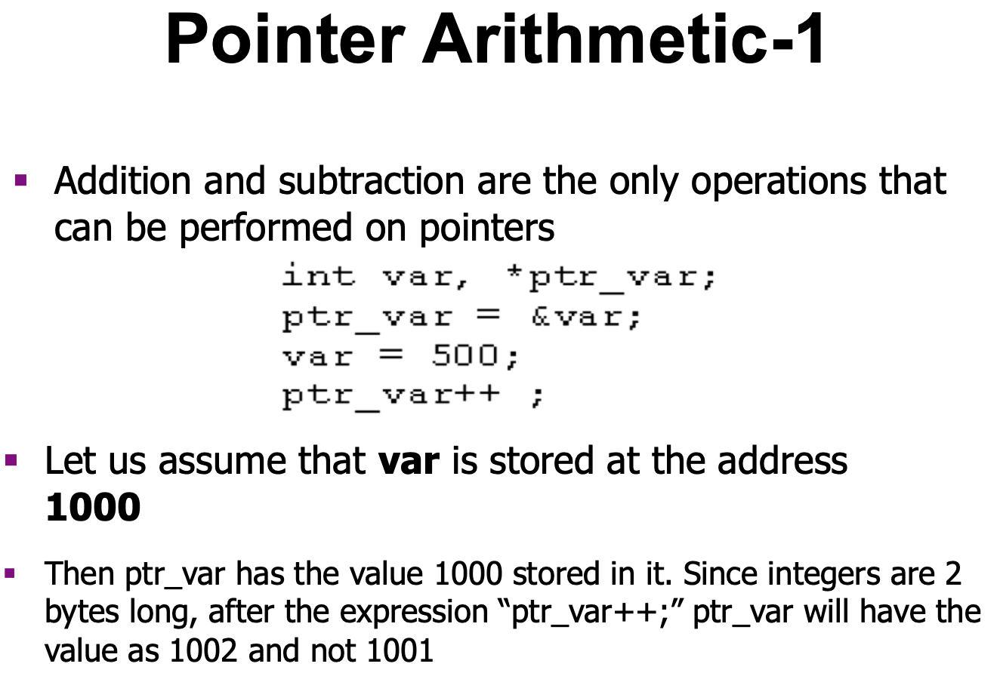 Pointer Arithmetic-1
▪ Addition and subtraction are the only operations that
can be performed on pointers
int var, *ptr_var;
ptr_var = &var;
var = 500;
ptr_var++ ;
▪ Let us assume that var is stored at the address
1000
▪ Then ptr_var has the value 1000 stored in it. Since integers are 2
bytes long, after the expression “ptr_var++;” ptr_var will have the
value as 1002 and not 1001